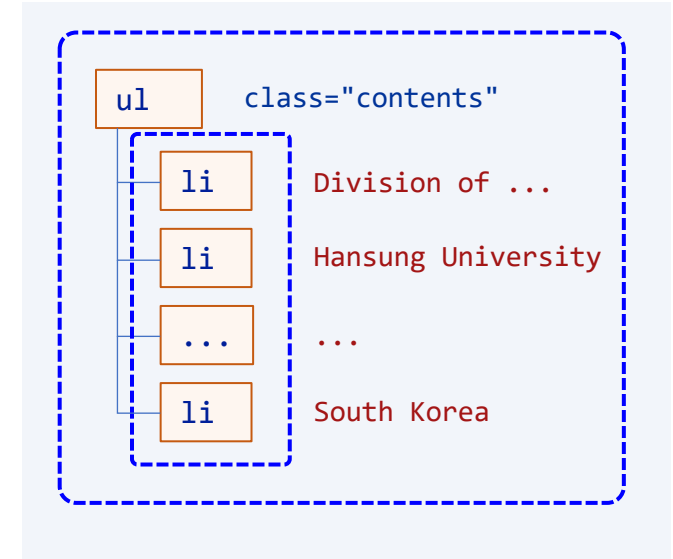 ul class="contents"
li Division of ...
li Hansung University
... ...
li South Korea